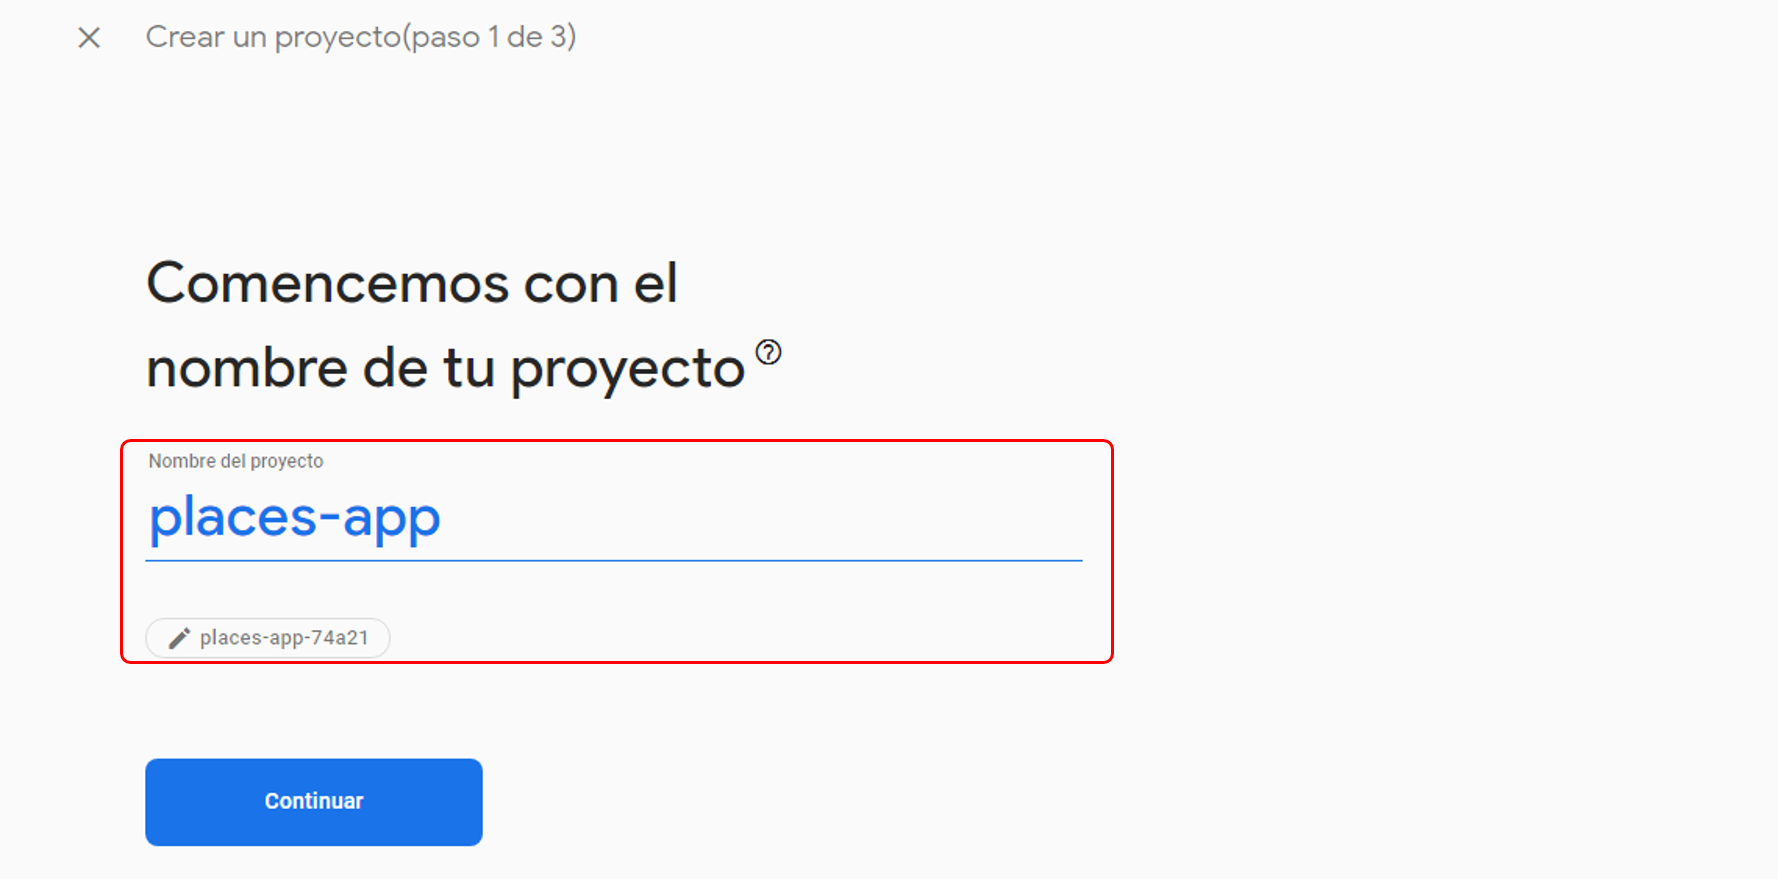 Crear un proyecto(paso 1 de 3)
Comencemos con el
nombre de tu proyecto
Nombre del proyecto
places-app
places-app-74a21
Continuar